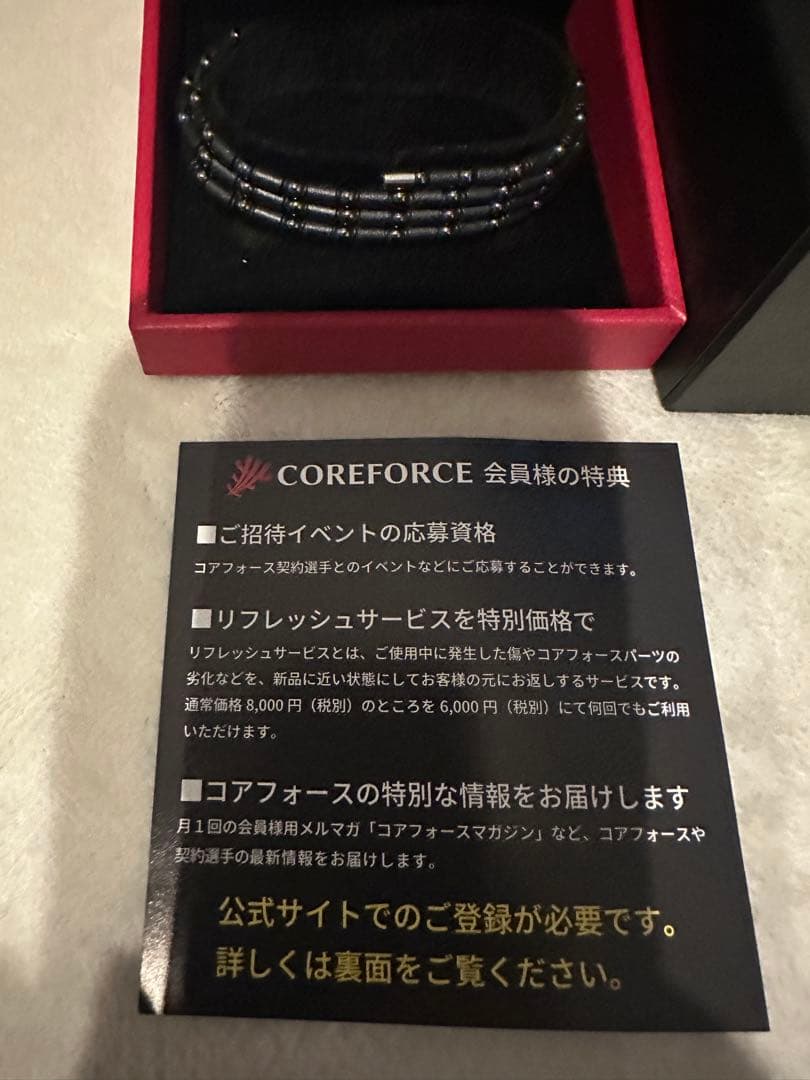 COREFORCE 会員様の特典
■ご招待イベントの応募資格
コアフォース契約選手とのイベントなどにご応募することができます。
■リフレッシュサービスを特別価格で
リフレッシュサービスとは、ご使用中に発生した傷やコアフォースパーツの
劣化などを、新品に近い状態にしてお客様の元にお返しするサービスです。
通常価格 8,000 円（税別）のところを 6,000 円（税別）にて何回でもご利用
いただけます。
■コアフォースの特別な情報をお届けします
月１回の会員様用メルマガ「コアフォースマガジン」など、コアフォースや
契約選手の最新情報をお届けします。
公式サイトでのご登録が必要です。
詳しくは裏面をご覧ください。